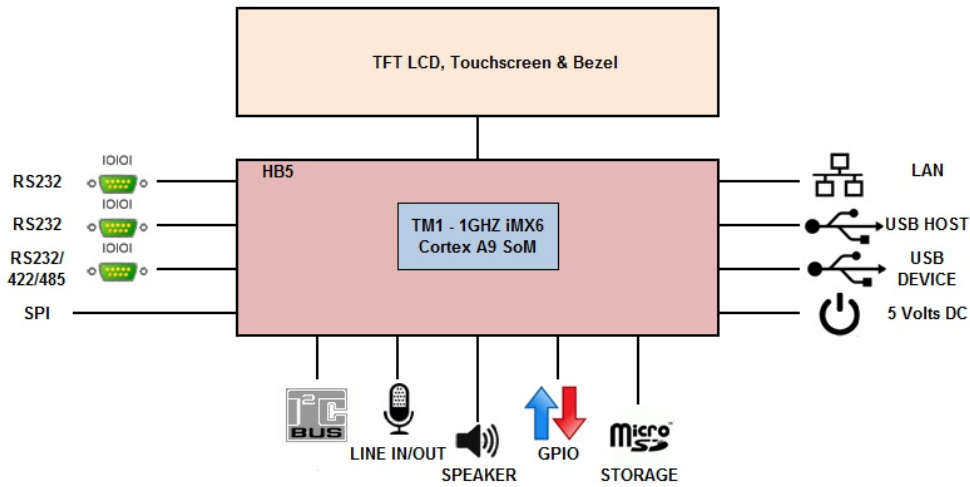 TFT LCD, Touchscreen & Bezel
HB5
TM1 - 1GHZ iMX6
Cortex A9 SoM
IOIOI
RS232
IOIOI
RS232
IOIOI
RS232/
422/485
SPI
LAN
USB HOST
USB
DEVICE
5 Volts DC
I²C
BUS
LINE IN/OUT
SPEAKER
GPIO
Micro
SD
STORAGE